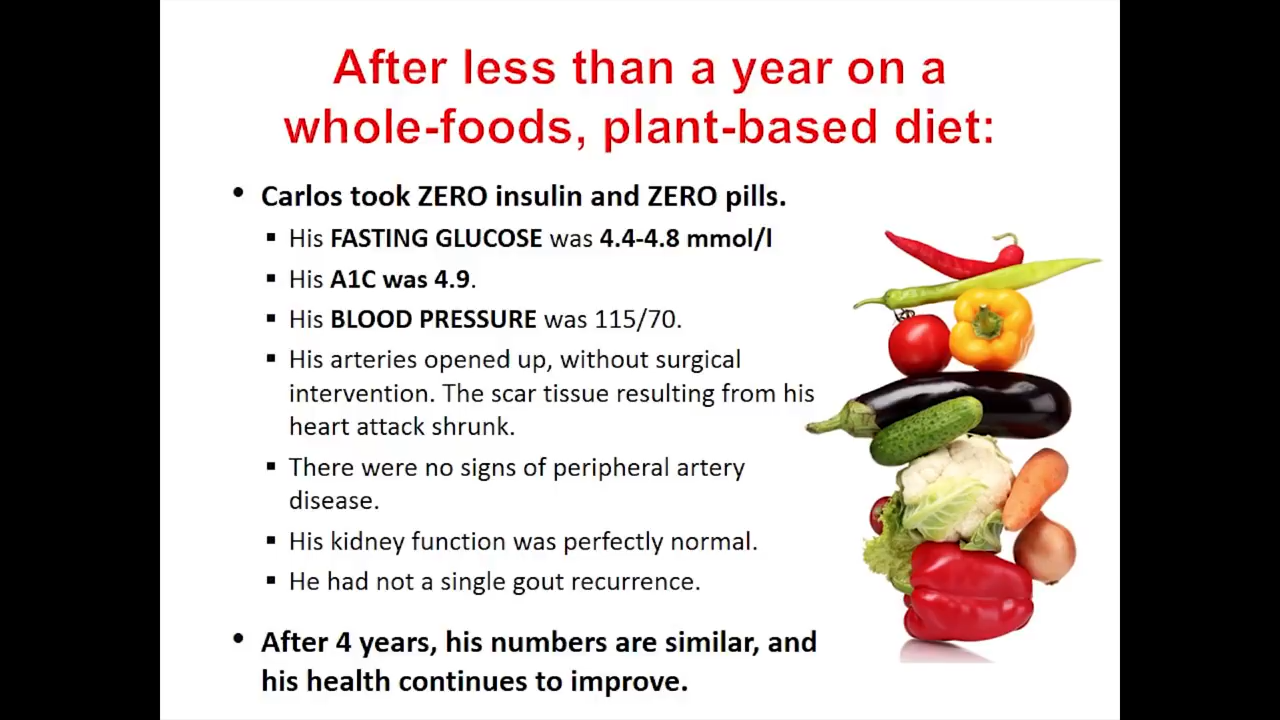 After less than a year on a
whole-foods, plant-based diet:
• Carlos took ZERO insulin and ZERO pills.
▪ His FASTING GLUCOSE was 4.4-4.8 mmol/l
▪ His A1C was 4.9.
▪ His BLOOD PRESSURE was 115/70.
▪ His arteries opened up, without surgical
intervention. The scar tissue resulting from his
heart attack shrunk.
▪ There were no signs of peripheral artery
disease.
▪ His kidney function was perfectly normal.
▪ He had not a single gout recurrence.
• After 4 years, his numbers are similar, and
his health continues to improve.